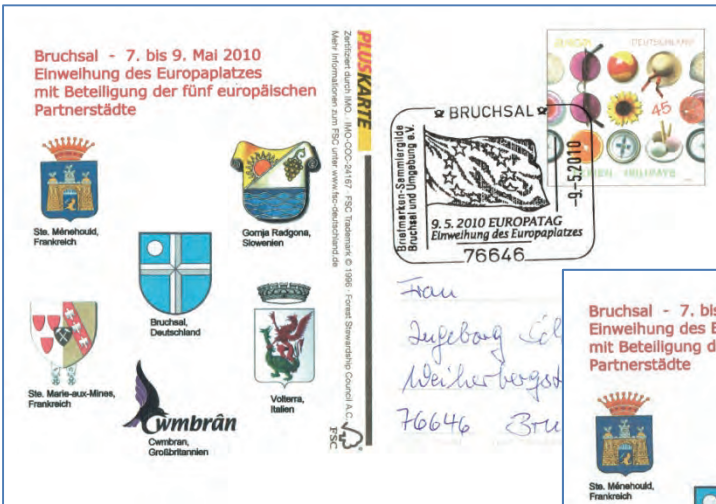 Bruchsal - 7. bis 9. Mai 2010
Einweihung des Europaplatzes
mit Beteiligung der fünf europäischen
Partnerstädte
Ste. Ménehould,
Frankreich
Gornja Radgona,
Slowenien
Bruchsal,
Deutschland
Ste. Marie-aux-Mines,
Frankreich
Volterra,
Italien
Cwmbrân
Cwmbran,
Großbritannien
PLUSKARTE
Zertifiziert durch IMO. · IMO-COC-24167 · FSC Trademark © 1996 · Forest Stewardship Council A.C.
Mehr Informationen zum FSC unter www.fsc-deutschland.de
FSC
BRUCHSAL
Briefmarken-Sammlergilde
Bruchsal und Umgebung e.V.
-9.-5.2010
9.5.2010 EUROPATAG
Einweihung des Europaplatzes
76646
DEUTSCHLAND
45
Frau
Ingeborg
76646 Bru
Bruchsal - 7. bis
Einweihung des E
mit Beteiligung d
Partnerstädte
Ste. Ménehould,
Frankreich